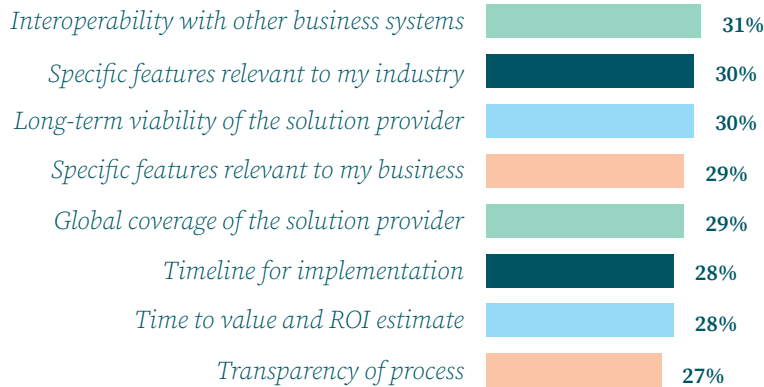 Interoperability with other business systems 31%
Specific features relevant to my industry 30%
Long-term viability of the solution provider 30%
Specific features relevant to my business 29%
Global coverage of the solution provider 29%
Timeline for implementation 28%
Time to value and ROI estimate 28%
Transparency of process 27%